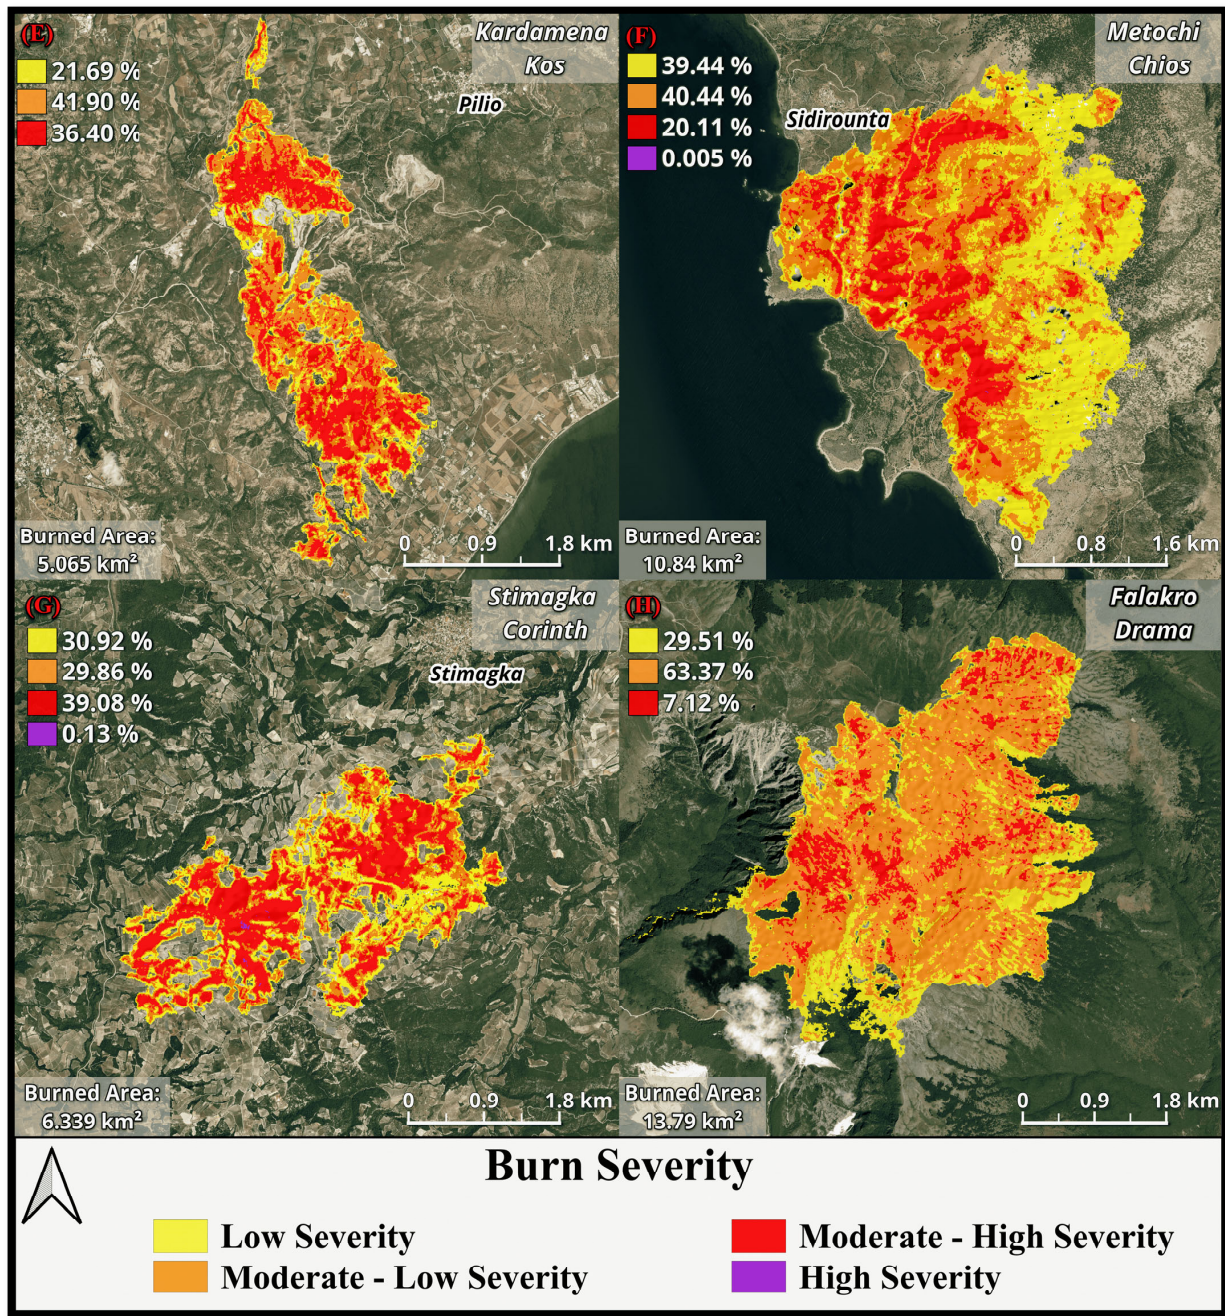 (E)
Kardamena
Kos
21.69 %
41.90 %
36.40 %
Pilio
Burned Area:
5.065 km²
0 0.9 1.8 km
(F)
Metochi
Chios
39.44 %
40.44 %
20.11 %
0.005 %
Sidirounta
Burned Area:
10.84 km²
0 0.8 1.6 km
(G)
Stimagka
Corinth
30.92 %
29.86 %
39.08 %
0.13 %
Stimagka
Burned Area:
6.339 km²
0 0.9 1.8 km
(H)
Falakro
Drama
29.51 %
63.37 %
7.12 %
Burned Area:
13.79 km²
0 0.9 1.8 km
Burn Severity
Low Severity
Moderate - High Severity
Moderate - Low Severity
High Severity